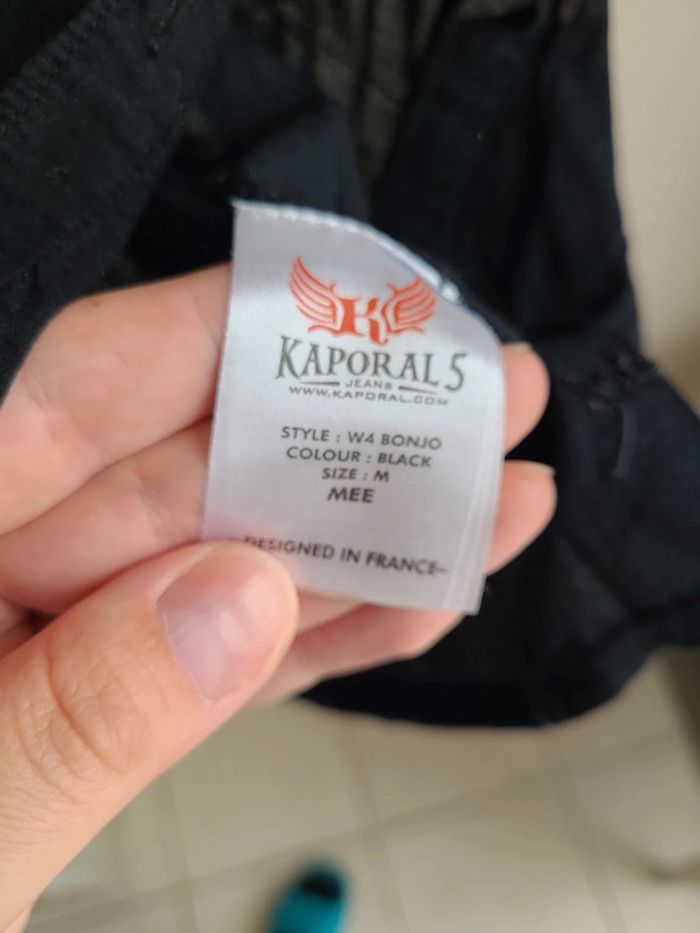 K
KAPORAL 5
JEANS
WWW.KAPORAL.COM
STYLE : W4 BONJO
COLOUR : BLACK
SIZE : M
MEE
DESIGNED IN FRANCE